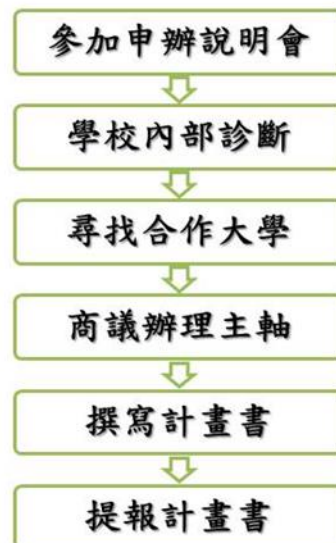 參加申辦說明會
學校內部診斷
尋找合作大學
商議辦理主軸
撰寫計畫書
提報計畫書